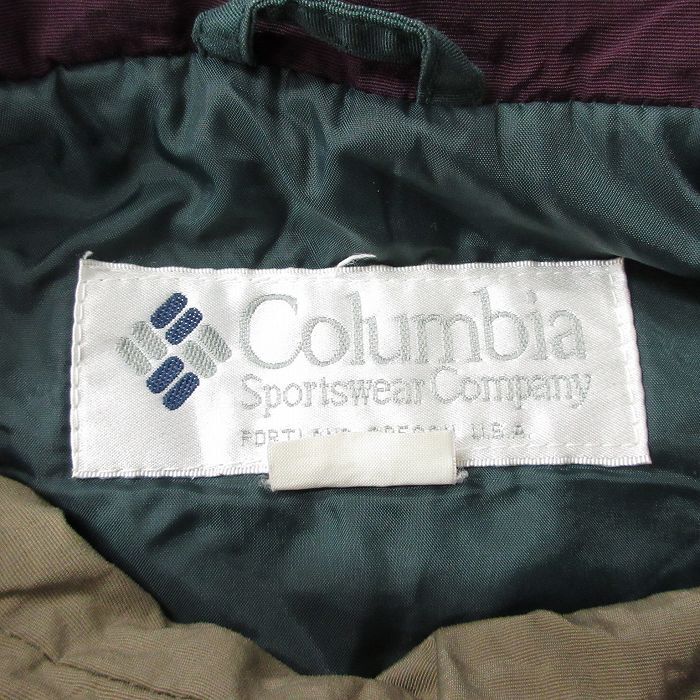 Columbia
Sportswear Company
PORTLAND, OREGON U.S.A.